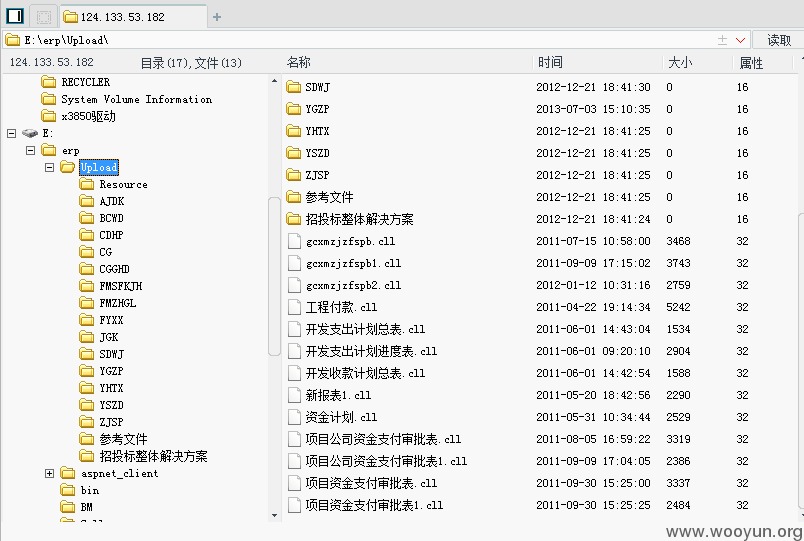 124.133.53.182
E:\erp\Upload\
读取
124.133.53.182 目录(17),文件(13)
名称 时间 大小 属性
RECYCLER
System Volume Information
x3850驱动
E:
erp
Upload
Resource
AJDK
BCWD
CDHP
CG
CGGHD
FMSFKJH
FMZHGL
FYXX
JGK
SDWJ
YGZP
YHTX
YSZD
ZJSP
参考文件
招投标整体解决方案
aspnet_client
bin
BM
SDWJ 2012-12-21 18:41:30 0 16
YGZP 2013-07-03 15:10:35 0 16
YHTX 2012-12-21 18:41:25 0 16
YSZD 2012-12-21 18:41:25 0 16
ZJSP 2012-12-21 18:41:25 0 16
参考文件 2012-12-21 18:41:25 0 16
招投标整体解决方案 2012-12-21 18:41:24 0 16
gcxmzjzfspb.cll 2011-07-15 10:58:00 3468 32
gcxmzjzfspb1.cll 2011-09-09 17:15:02 3743 32
gcxmzjzfspb2.cll 2012-01-12 10:31:16 2759 32
工程付款.cll 2011-04-22 19:14:34 5242 32
开发支出计划总表.cll 2011-06-01 14:43:04 1534 32
开发支出计划进度表.cll 2011-06-01 09:20:10 2904 32
开发收款计划总表.cll 2011-06-01 14:42:54 1588 32
新报表1.cll 2011-05-20 18:42:56 2290 32
资金计划.cll 2011-05-31 10:34:44 2529 32
项目公司资金支付审批表.cll 2011-08-05 16:59:22 3319 32
项目公司资金支付审批表1.cll 2011-09-09 17:04:05 2386 32
项目资金支付审批表.cll 2011-09-30 15:25:00 3337 32
项目资金支付审批表1.cll 2011-09-30 15:25:25 2484 32
www.wooyun.org